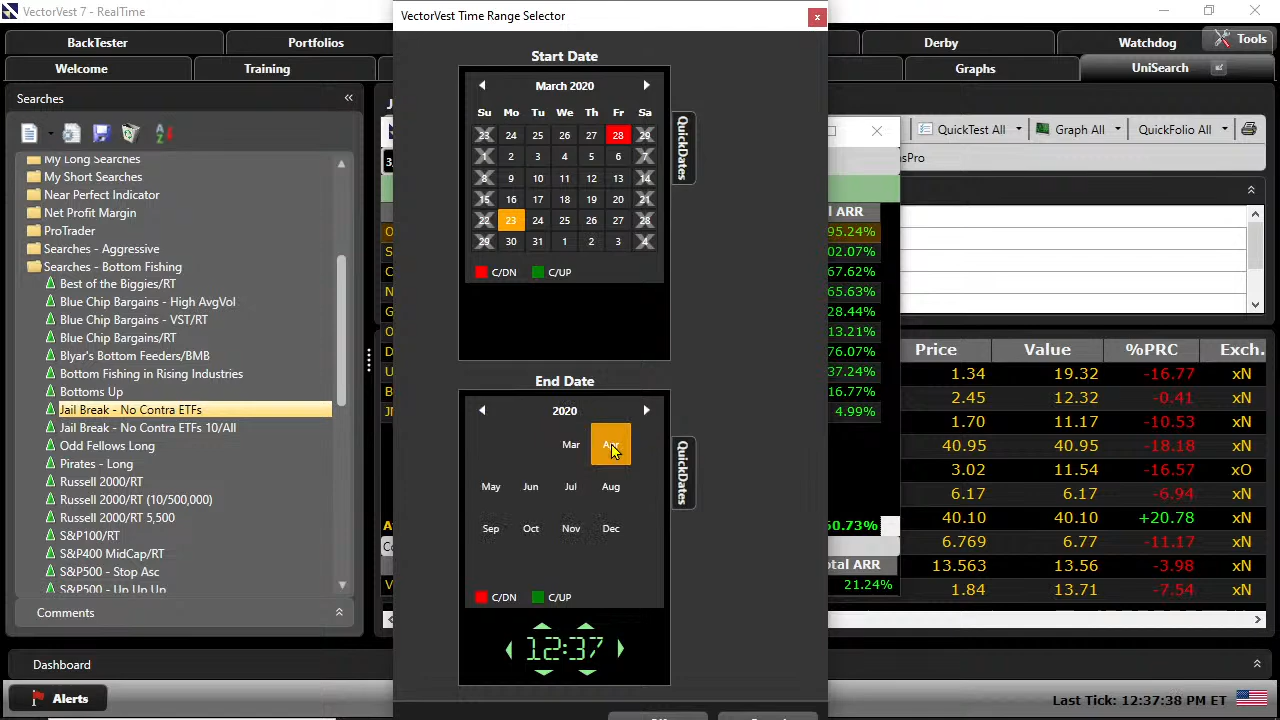 VectorVest 7 - RealTime
VectorVest Time Range Selector
x
BackTester
Portfolios
Derby
Watchdog
Tools
Welcome
Training
Graphs
UniSearch
Searches
My Long Searches
My Short Searches
Near Perfect Indicator
Net Profit Margin
ProTrader
Searches - Aggressive
Searches - Bottom Fishing
Best of the Biggies/RT
Blue Chip Bargains - High AvgVol
Blue Chip Bargains - VST/RT
Blue Chip Bargains/RT
Blyar's Bottom Feeders/BMB
Bottom Fishing in Rising Industries
Bottoms Up
Jail Break - No Contra ETFs
Jail Break - No Contra ETFs 10/All
Odd Fellows Long
Pirates - Long
Russell 2000/RT
Russell 2000/RT (10/500,000)
Russell 2000/RT 5,500
S&P100/RT
S&P400 MidCap/RT
S&P500 - Stop Asc
S&P500 - Up Up Up
Comments
Start Date
March 2020
Su Mo Tu We Th Fr Sa
23 24 25 26 27 28 29
1 2 3 4 5 6 7
8 9 10 11 12 13 14
15 16 17 18 19 20 21
22 23 24 25 26 27 28
29 30 31 1 2 3 4
C/DN C/UP
QuickDates
End Date
2020
Mar Apr
May Jun Jul Aug
Sep Oct Nov Dec
C/DN C/UP
QuickDates
12:37
QuickTest All
Graph All
QuickFolio All
ARR
95.24%
02.07%
67.62%
65.63%
28.44%
13.21%
76.07%
37.24%
16.77%
4.99%
0.73%
otal ARR
21.24%
Price Value %PRC Exch.
1.34 19.32 -16.77 xN
2.45 12.32 -0.41 xN
1.70 11.17 -10.53 xN
40.95 40.95 -18.18 xN
3.02 11.54 -16.57 xO
6.17 6.17 -6.94 xN
40.10 40.10 +20.78 xN
6.769 6.77 -11.17 xN
13.563 13.56 -3.98 xN
1.84 13.71 -7.54 xN
Dashboard
Alerts
Last Tick: 12:37:38 PM ET